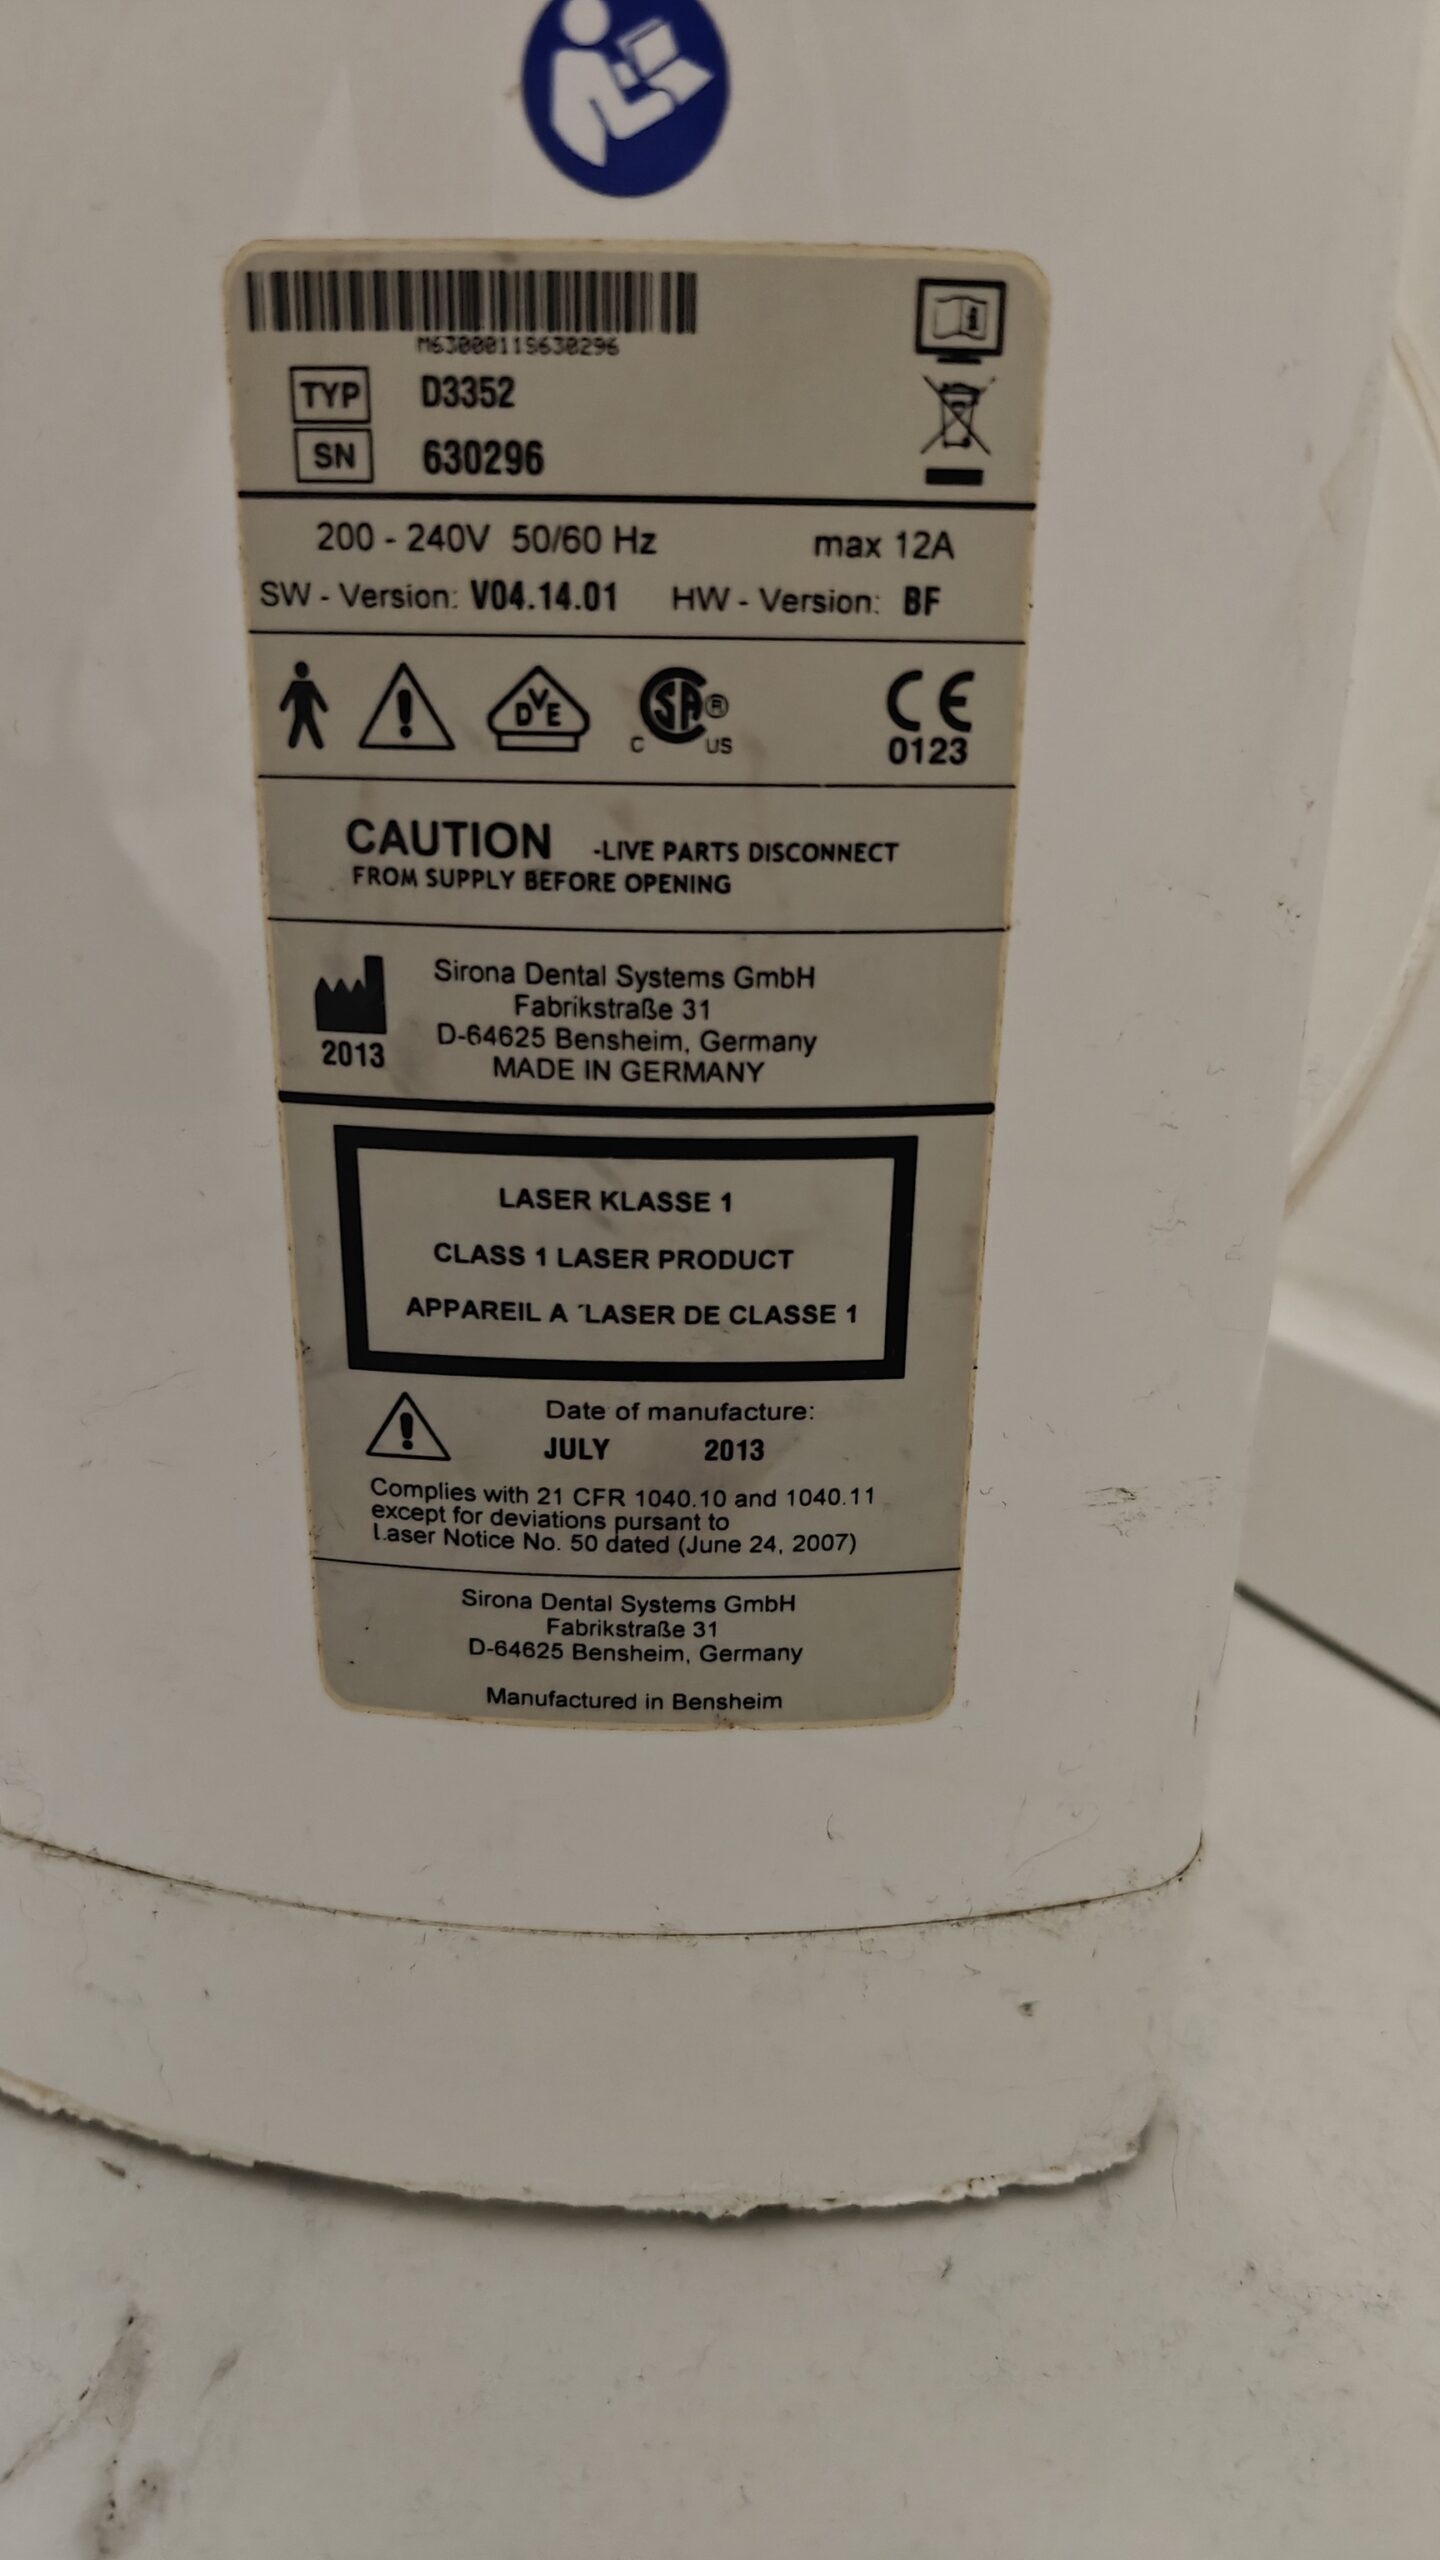 M6300011S630296
TYP D3352
SN 630296
200 - 240V 50/60 Hz max 12A
SW - Version: V04.14.01 HW - Version: BF
DVE CSA® C US CE
0123
CAUTION -LIVE PARTS DISCONNECT
FROM SUPPLY BEFORE OPENING
Sirona Dental Systems GmbH
Fabrikstraße 31
D-64625 Bensheim, Germany
2013 MADE IN GERMANY
LASER KLASSE 1
CLASS 1 LASER PRODUCT
APPAREIL A ´LASER DE CLASSE 1
Date of manufacture:
JULY 2013
Complies with 21 CFR 1040.10 and 1040.11
except for deviations pursant to
Laser Notice No. 50 dated (June 24, 2007)
Sirona Dental Systems GmbH
Fabrikstraße 31
D-64625 Bensheim, Germany
Manufactured in Bensheim